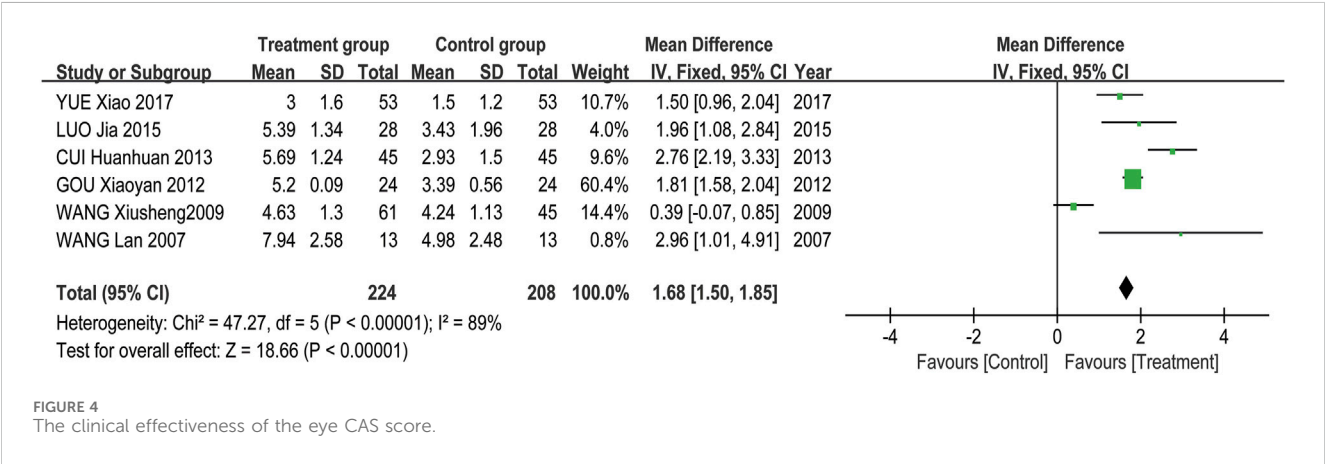 Treatment group Control group Mean Difference Mean Difference
Study or Subgroup Mean SD Total Mean SD Total Weight IV, Fixed, 95% CI Year IV, Fixed, 95% CI
YUE Xiao 2017 3 1.6 53 1.5 1.2 53 10.7% 1.50 [0.96, 2.04] 2017
LUO Jia 2015 5.39 1.34 28 3.43 1.96 28 4.0% 1.96 [1.08, 2.84] 2015
CUI Huanhuan 2013 5.69 1.24 45 2.93 1.5 45 9.6% 2.76 [2.19, 3.33] 2013
GOU Xiaoyan 2012 5.2 0.09 24 3.39 0.56 24 60.4% 1.81 [1.58, 2.04] 2012
WANG Xiusheng2009 4.63 1.3 61 4.24 1.13 45 14.4% 0.39 [-0.07, 0.85] 2009
WANG Lan 2007 7.94 2.58 13 4.98 2.48 13 0.8% 2.96 [1.01, 4.91] 2007
Total (95% CI) 224 208 100.0% 1.68 [1.50, 1.85]
Heterogeneity: Chi² = 47.27, df = 5 (P < 0.00001); I² = 89%
Test for overall effect: Z = 18.66 (P < 0.00001)
-4 -2 0 2 4
Favours [Control] Favours [Treatment]
FIGURE 4
The clinical effectiveness of the eye CAS score.